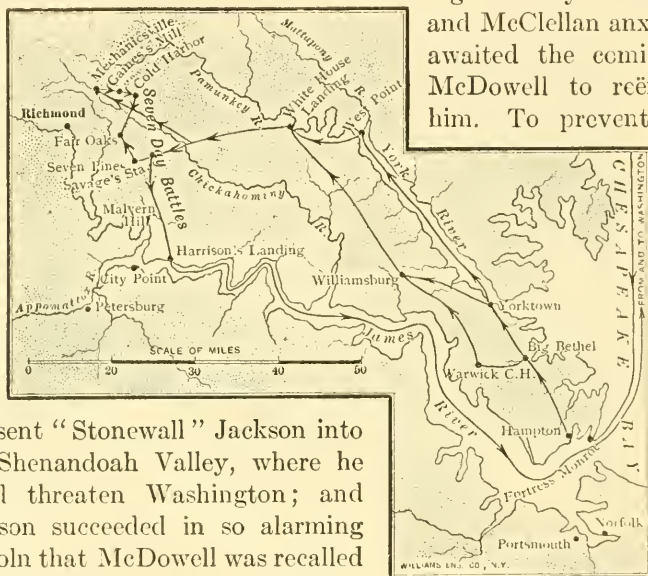 and McClellan anx
awaited the comi
McDowell to reën
him. To prevent
Mattapony R.
Mechanicsville
Gaines's Mill
Cold Harbor
Pamunkey R.
White House
Landing
West Point
Richmond
Fair Oaks
Seven Day Battles
Seven Pines
Savage's Sta.
Chickahominy R.
York River
CHESAPEAKE BAY
FROM AND TO WASHINGTON
Malvern
Hill
Harrison's Landing
City Point
Williamsburg
Appomattox R.
Petersburg
Yorktown
James River
Big Bethel
SCALE OF MILES
0 20 30 50
Warwick C.H.
Hampton
Fortress Monroe
Norfolk
Portsmouth
WILLIAMS ENG. CO., N.Y.
sent "Stonewall" Jackson into
Shenandoah Valley, where he
l threaten Washington; and
son succeeded in so alarming
oln that McDowell was recalled